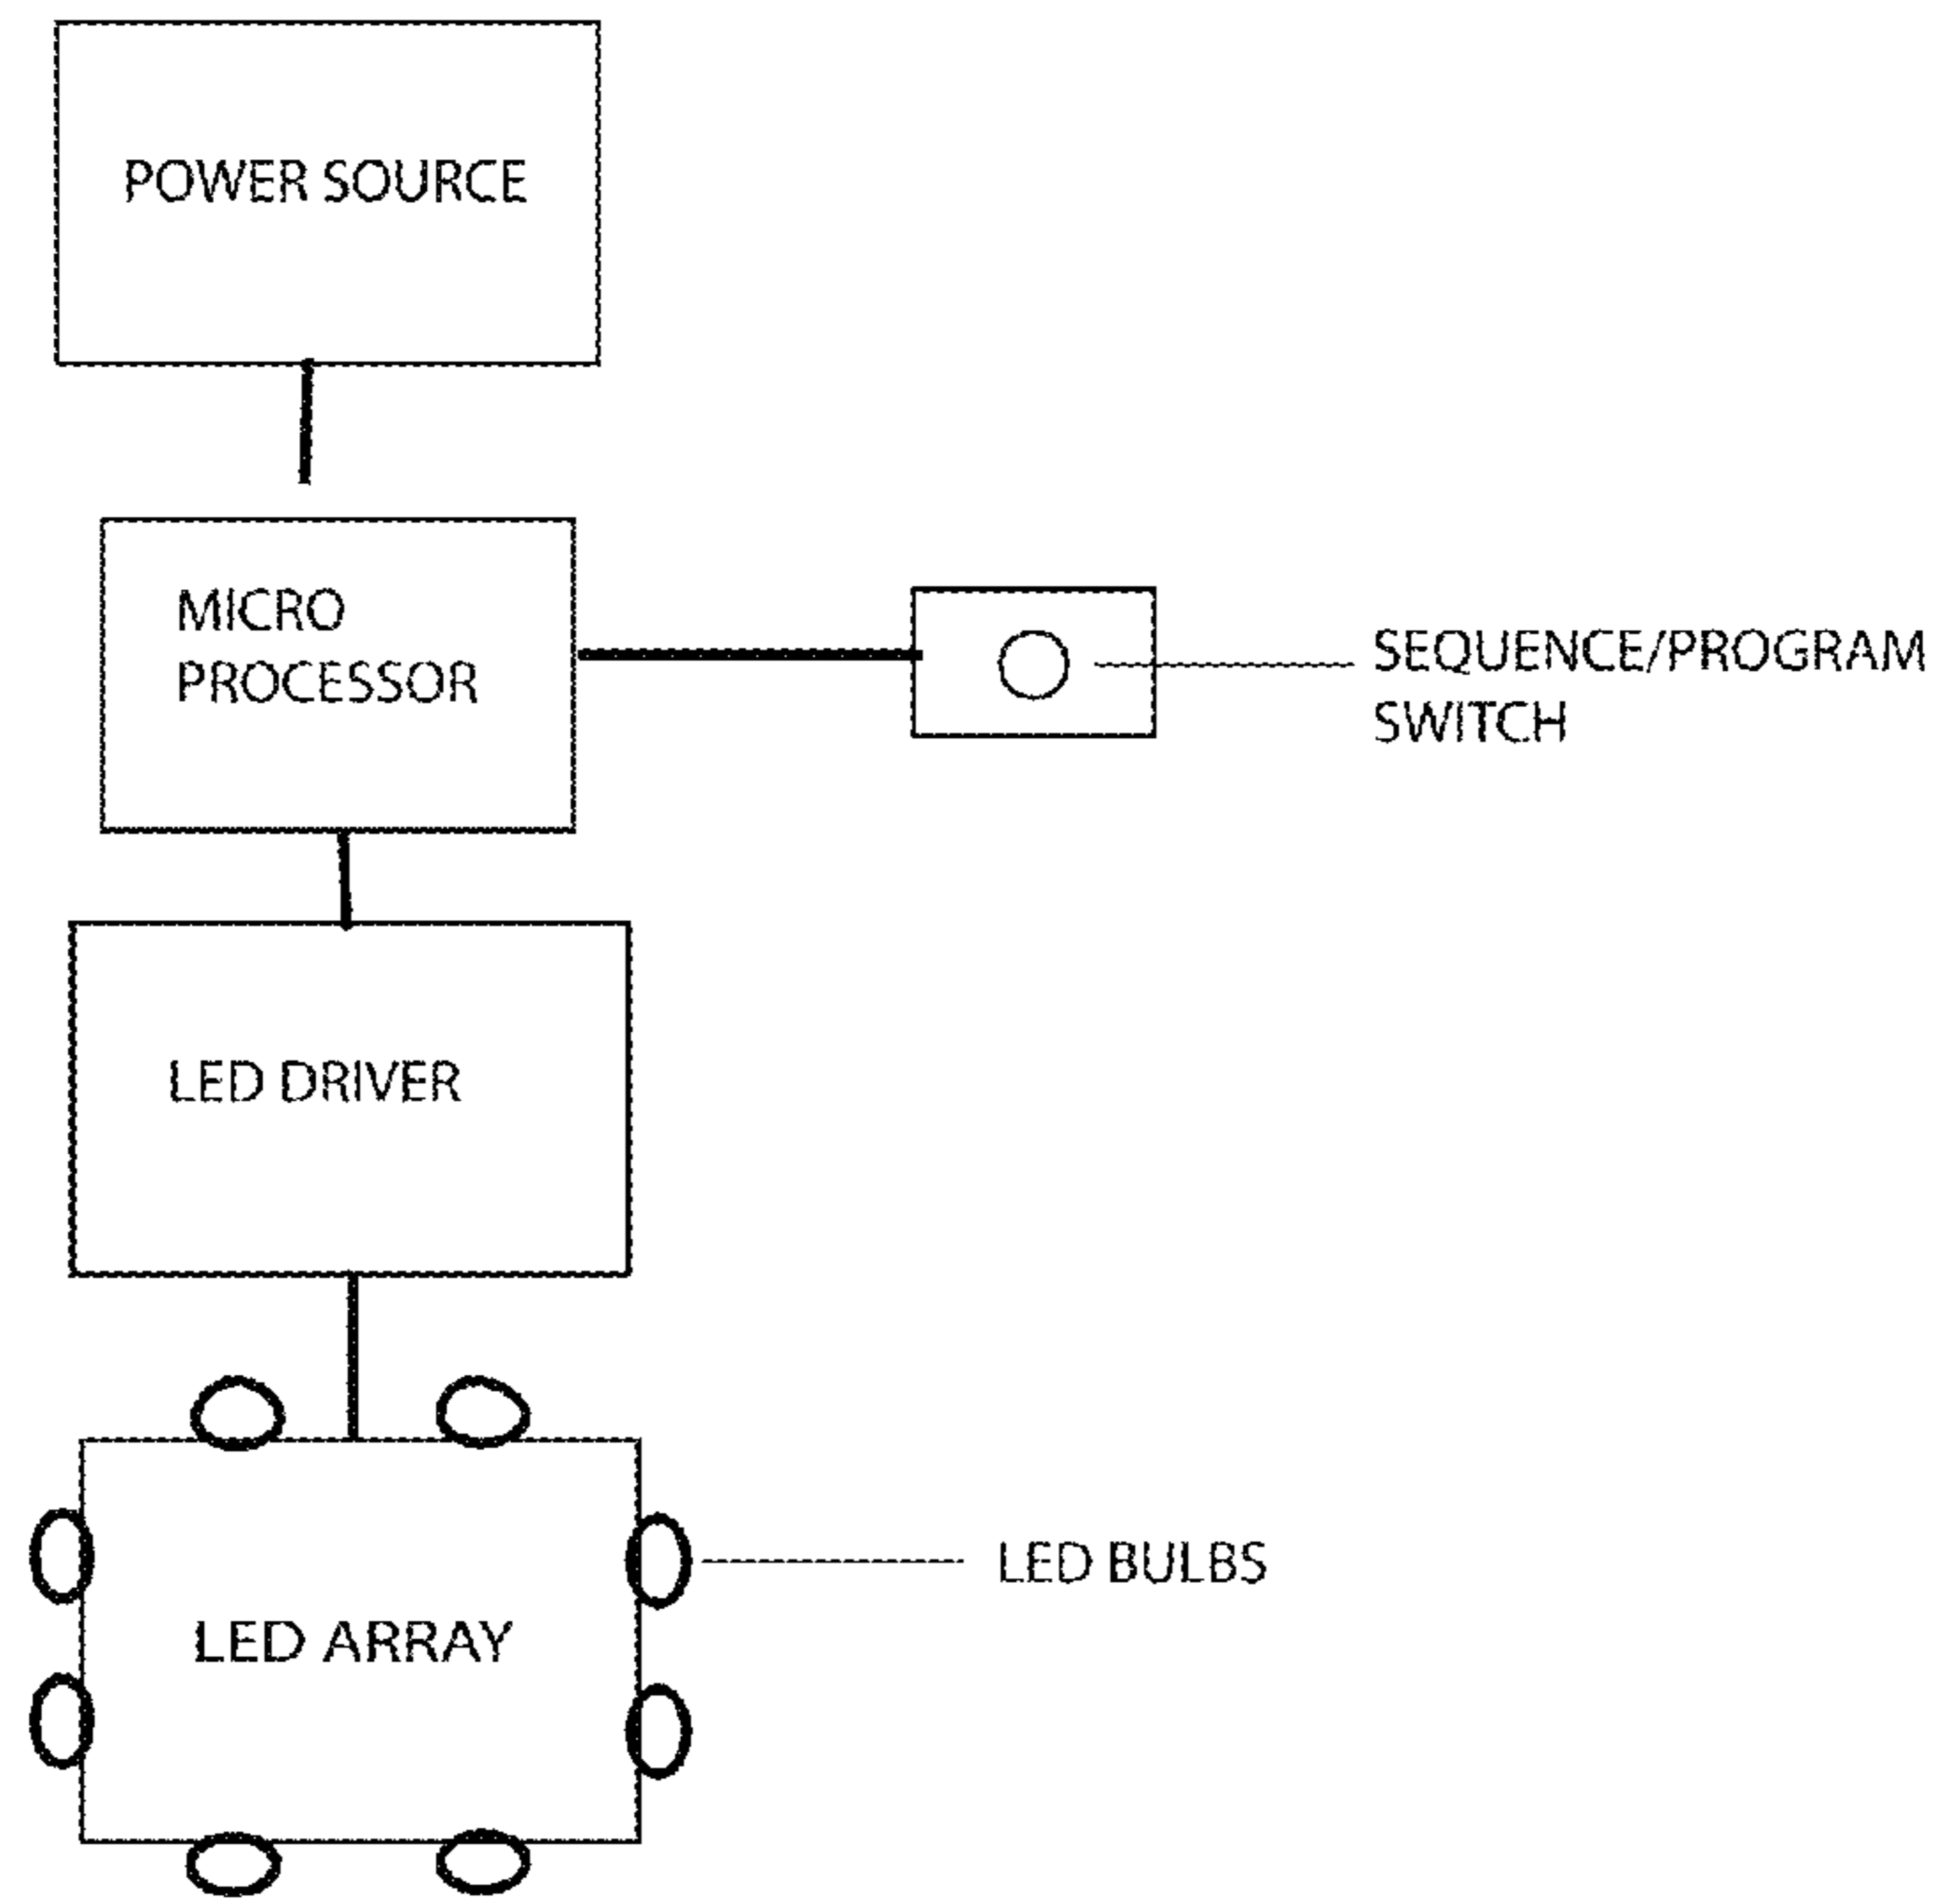 POWER SOURCE
MICRO
PROCESSOR
SEQUENCE/PROGRAM
SWITCH
LED DRIVER
LED BULBS
LED ARRAY